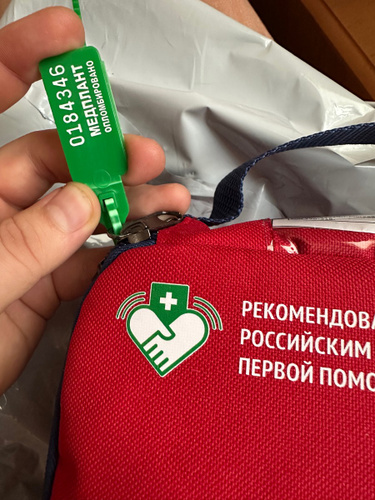 0184346
МЕДПЛАНТ
ОПЛОМБИРОВАНО
РЕКОМЕНДОВА
РОССИЙСКИМ
ПЕРВОЙ ПОМО